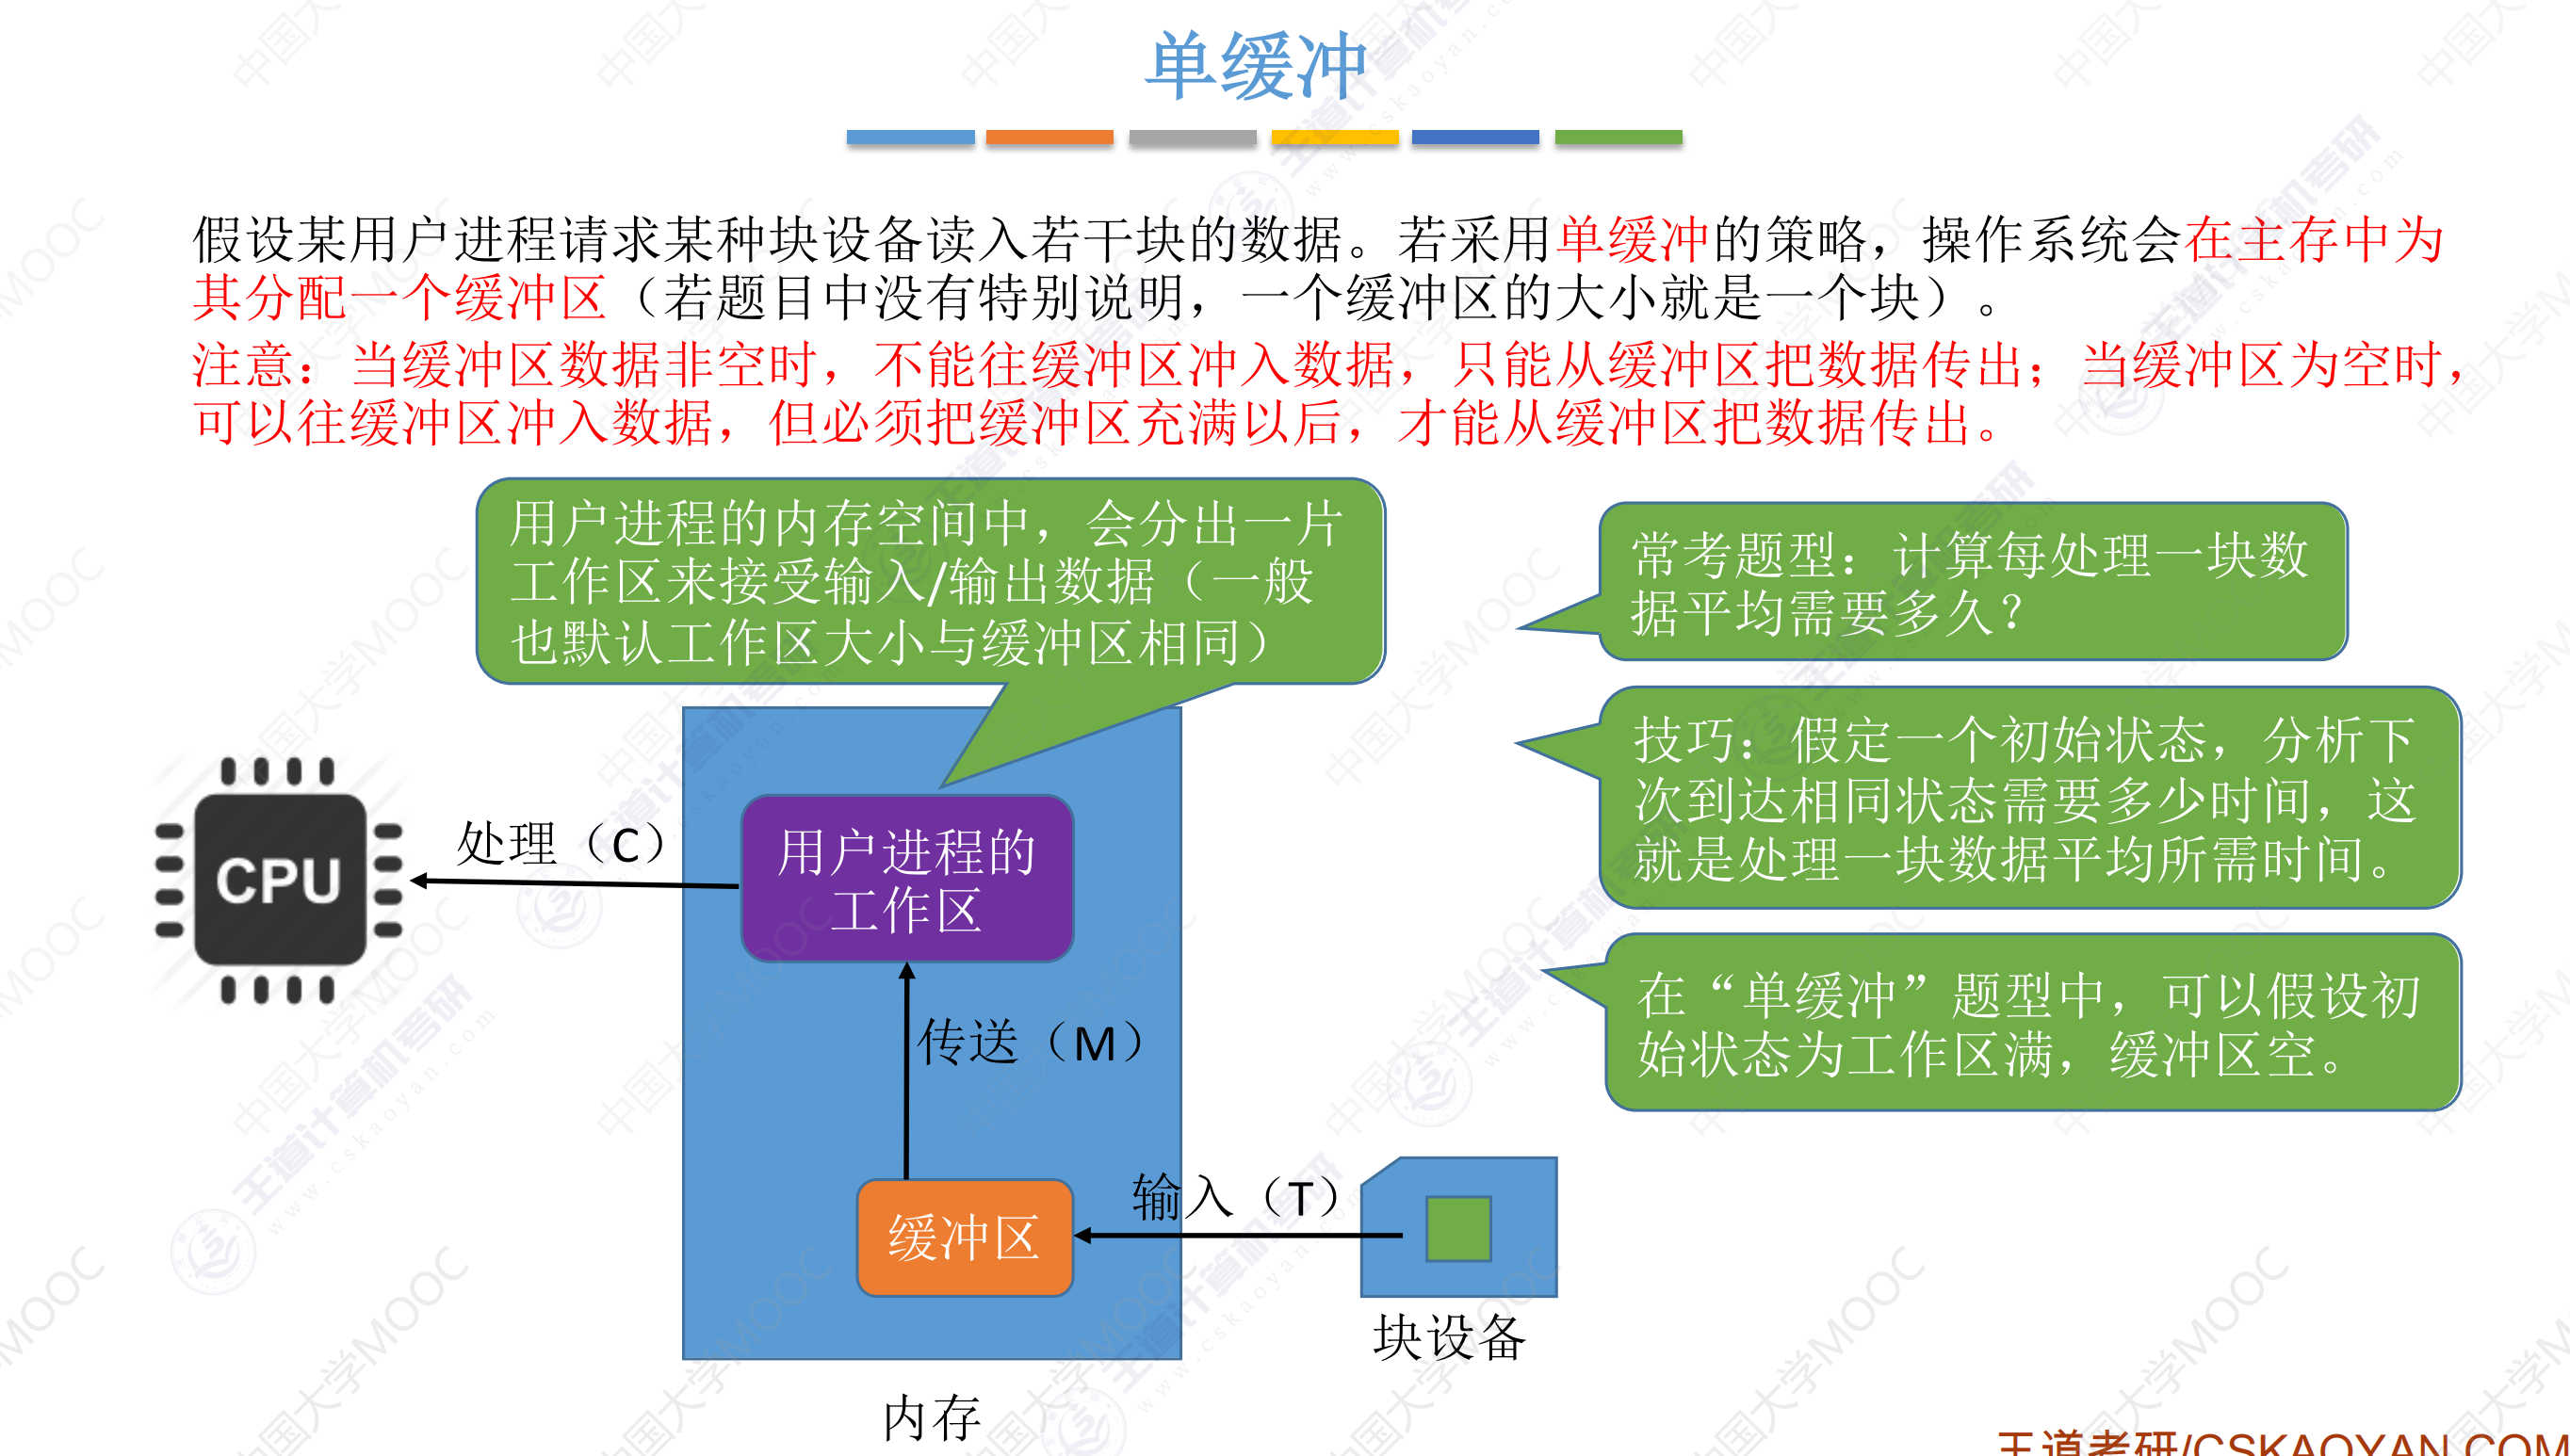 单缓冲
假设某用户进程请求某种块设备读入若干块的数据。若采用单缓冲的策略，操作系统会在主存中为
其分配一个缓冲区（若题目中没有特别说明，一个缓冲区的大小就是一个块）。
注意：当缓冲区数据非空时，不能往缓冲区冲入数据，只能从缓冲区把数据传出；当缓冲区为空时，
可以往缓冲区冲入数据，但必须把缓冲区充满以后，才能从缓冲区把数据传出。
用户进程的内存空间中，会分出一片
工作区来接受输入/输出数据（一般
也默认工作区大小与缓冲区相同）
常考题型：计算每处理一块数
据平均需要多久？
技巧：假定一个初始状态，分析下
次到达相同状态需要多少时间，这
就是处理一块数据平均所需时间。
在“单缓冲”题型中，可以假设初
始状态为工作区满，缓冲区空。
CPU
处理（C）
用户进程的
工作区
传送（M）
缓冲区
输入（T）
块设备
内存
王道考研/CSKAOYAN.COM